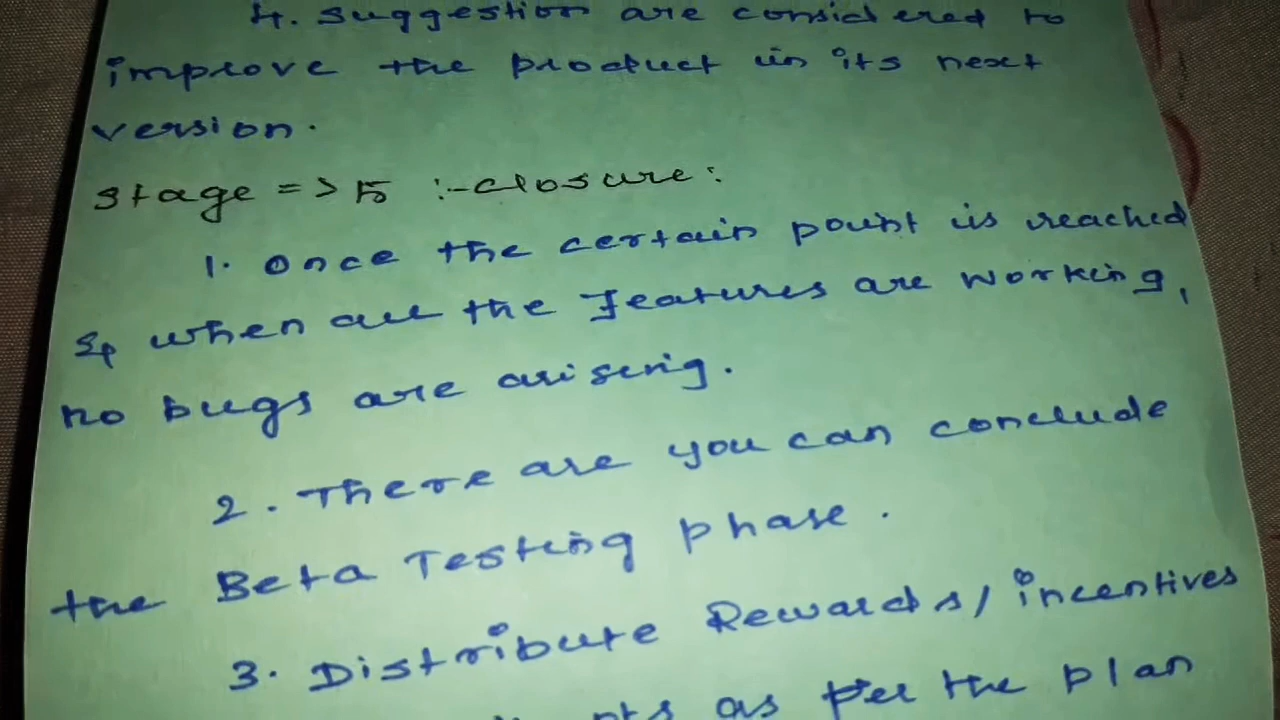 4. Suggestion are considered to
improve the product in its next
version.
Stage => 5 :- closure:
1. Once the certain point is reached
& when all the features are working,
no bugs are arising.
2. There are you can conclude
the Beta Testing phase.
3. Distribute Rewards/incentives
as per the plan